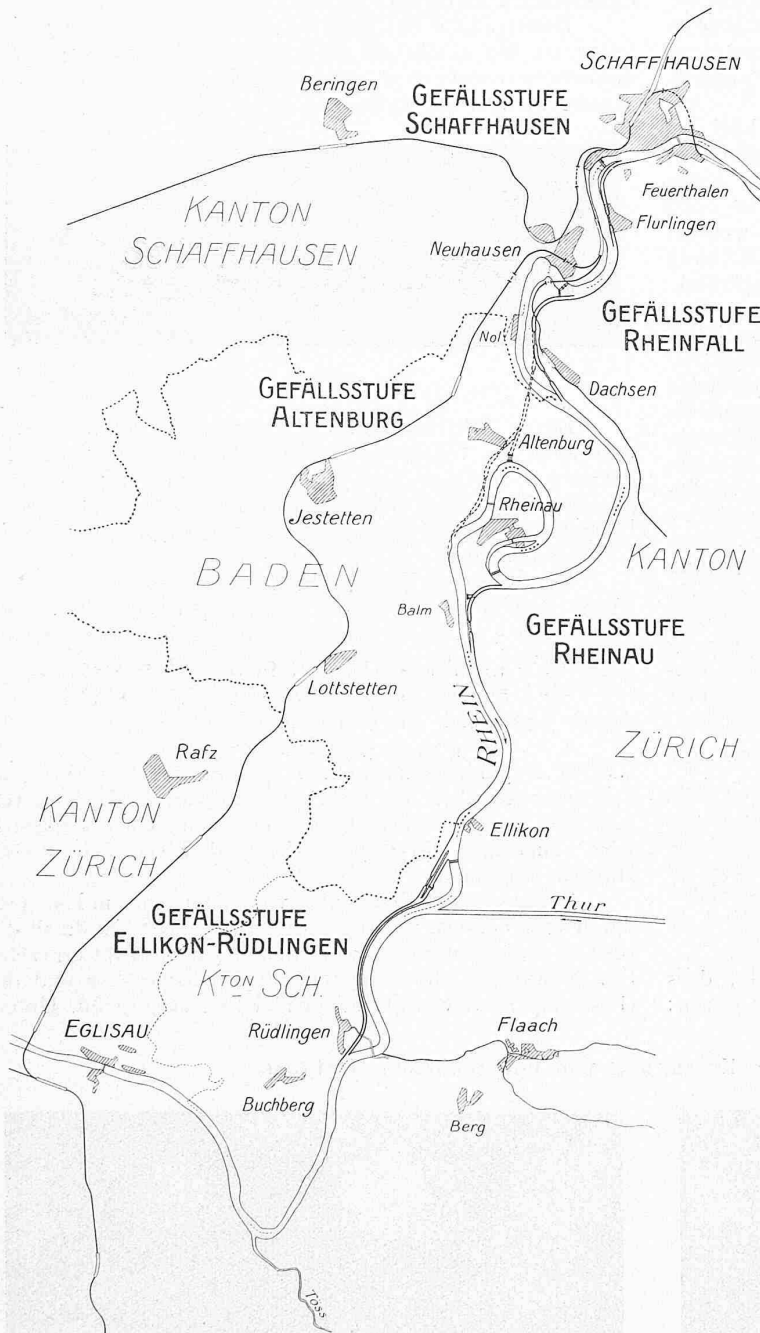 SCHAFFHAUSEN
Beringen
GEFÄLLSSTUFE
SCHAFFHAUSEN
Feuerthalen
KANTON
SCHAFFHAUSEN
Flurlingen
Neuhausen
GEFÄLLSSTUFE
RHEINFALL
Nol
GEFÄLLSSTUFE
ALTENBURG
Dachsen
Altenburg
Jestetten
Rheinau
BADEN
KANTON
Balm
GEFÄLLSSTUFE
RHEINAU
Lottstetten
RHEIN
Rafz
ZÜRICH
KANTON
ZÜRICH
Ellikon
Thur
GEFÄLLSSTUFE
ELLIKON-RÜDLINGEN
KTON SCH.
EGLISAU
Rüdlingen
Flaach
Buchberg
Berg
Töss